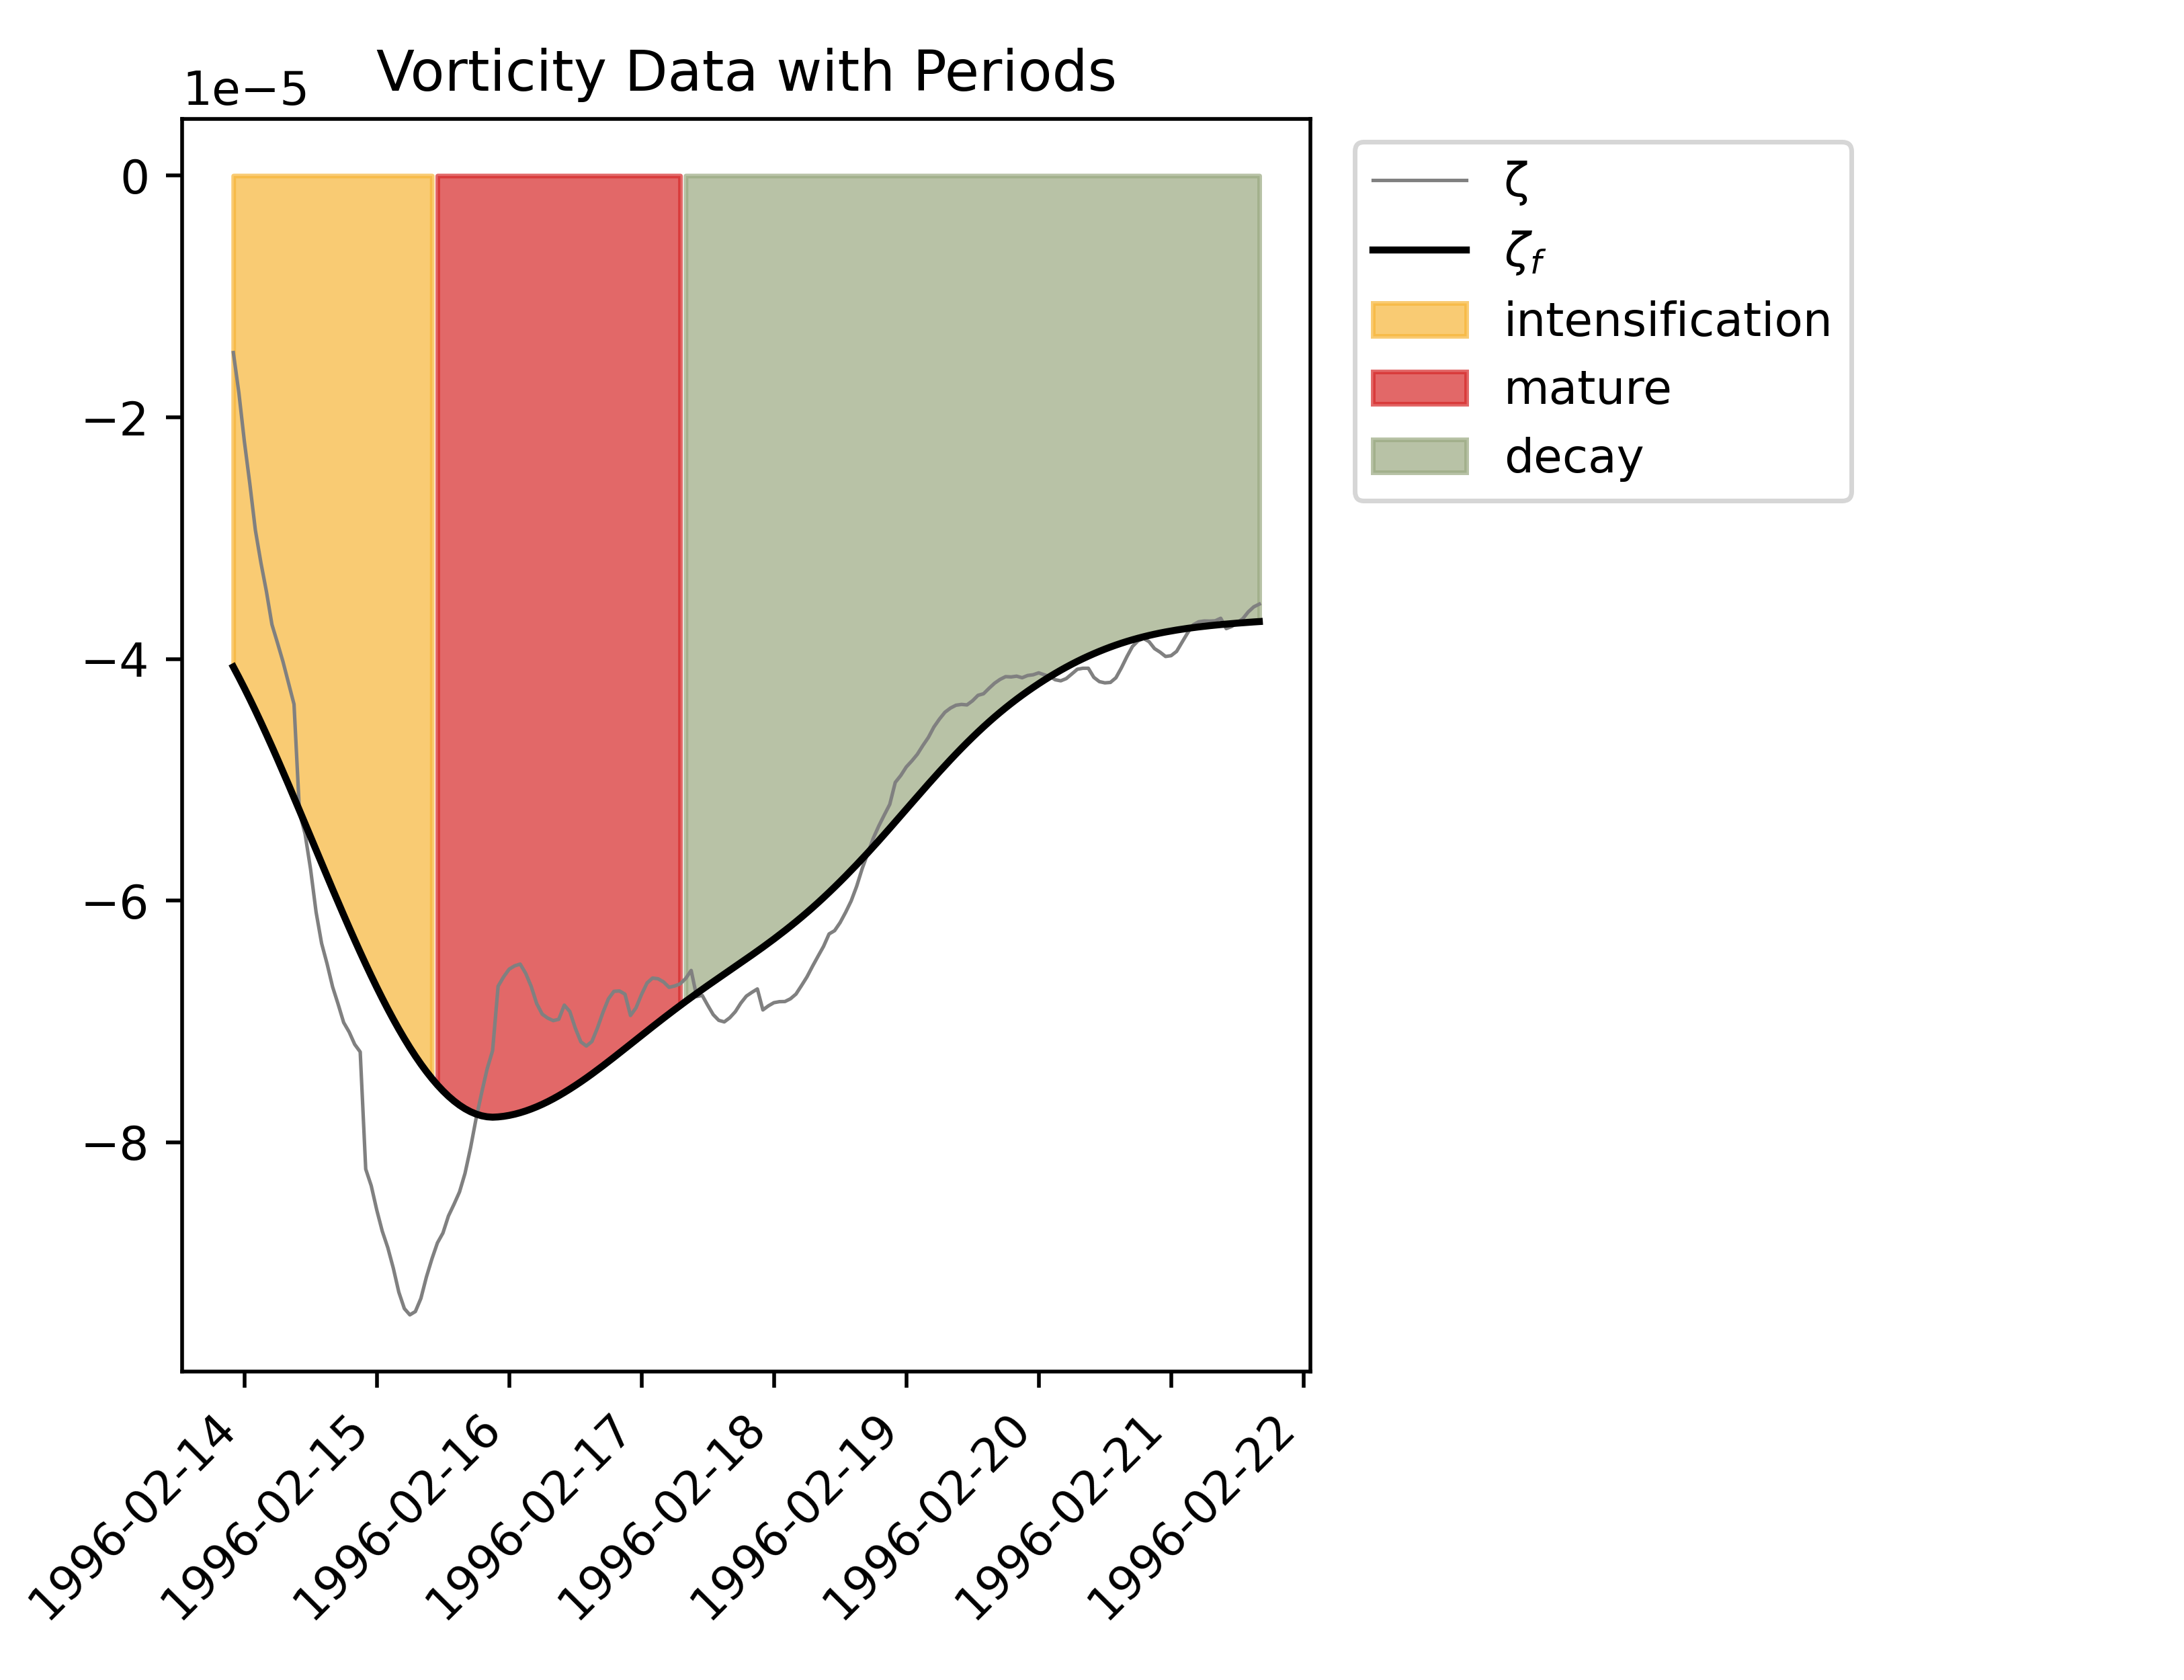 Vorticity Data with Periods
1e−5
0
−2
−4
−6
−8
1996-02-14
1996-02-15
1996-02-16
1996-02-17
1996-02-18
1996-02-19
1996-02-20
1996-02-21
1996-02-22
ζ
ζf
intensification
mature
decay